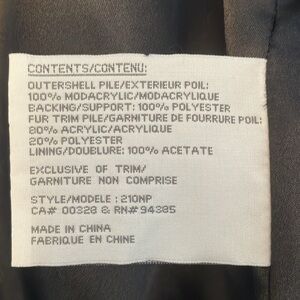 CONTENTS/CONTENU:
OUTERSHELL PILE/EXTERIEUR POIL:
100% MODACRYLIC/MODACRYLIQUE
BACKING/SUPPORT: 100% POLYESTER
FUR TRIM PILE/GARNITURE DE FOURRURE POIL:
80% ACRYLIC/ACRYLIQUE
20% POLYESTER
LINING/DOUBLURE: 100% ACETATE
EXCLUSIVE OF TRIM/
GARNITURE NON COMPRISE
STYLE/MODELE : 210NP
CA# 00328 & RN# 94385
MADE IN CHINA
FABRIQUE EN CHINE